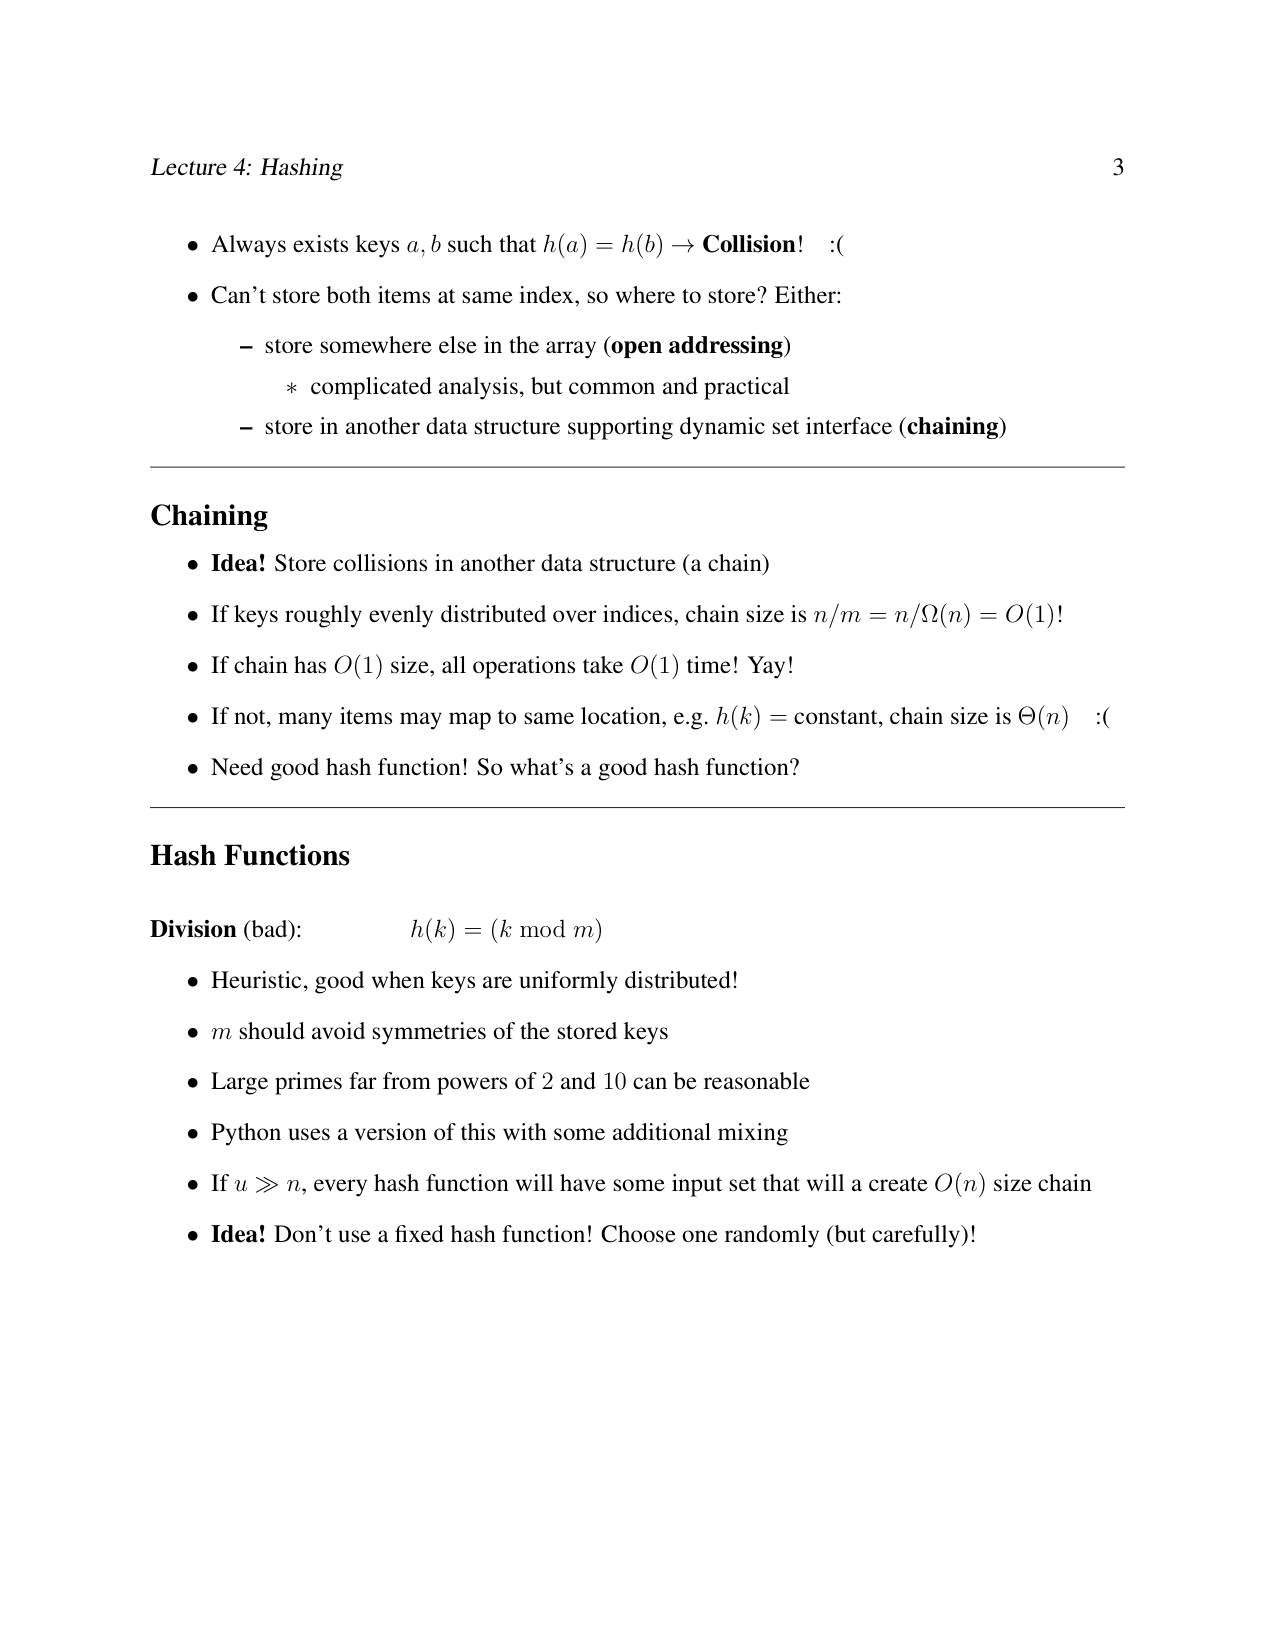 Lecture 4: Hashing 3
• Always exists keys a, b such that h(a) = h(b) → Collision! :(
• Can't store both items at same index, so where to store? Either:
– store somewhere else in the array (open addressing)
∗ complicated analysis, but common and practical
– store in another data structure supporting dynamic set interface (chaining)
Chaining
• Idea! Store collisions in another data structure (a chain)
• If keys roughly evenly distributed over indices, chain size is n/m = n/Ω(n) = O(1)!
• If chain has O(1) size, all operations take O(1) time! Yay!
• If not, many items may map to same location, e.g. h(k) = constant, chain size is Θ(n) :(
• Need good hash function! So what's a good hash function?
Hash Functions
Division (bad): h(k) = (k mod m)
• Heuristic, good when keys are uniformly distributed!
• m should avoid symmetries of the stored keys
• Large primes far from powers of 2 and 10 can be reasonable
• Python uses a version of this with some additional mixing
• If u ≫ n, every hash function will have some input set that will a create O(n) size chain
• Idea! Don't use a fixed hash function! Choose one randomly (but carefully)!